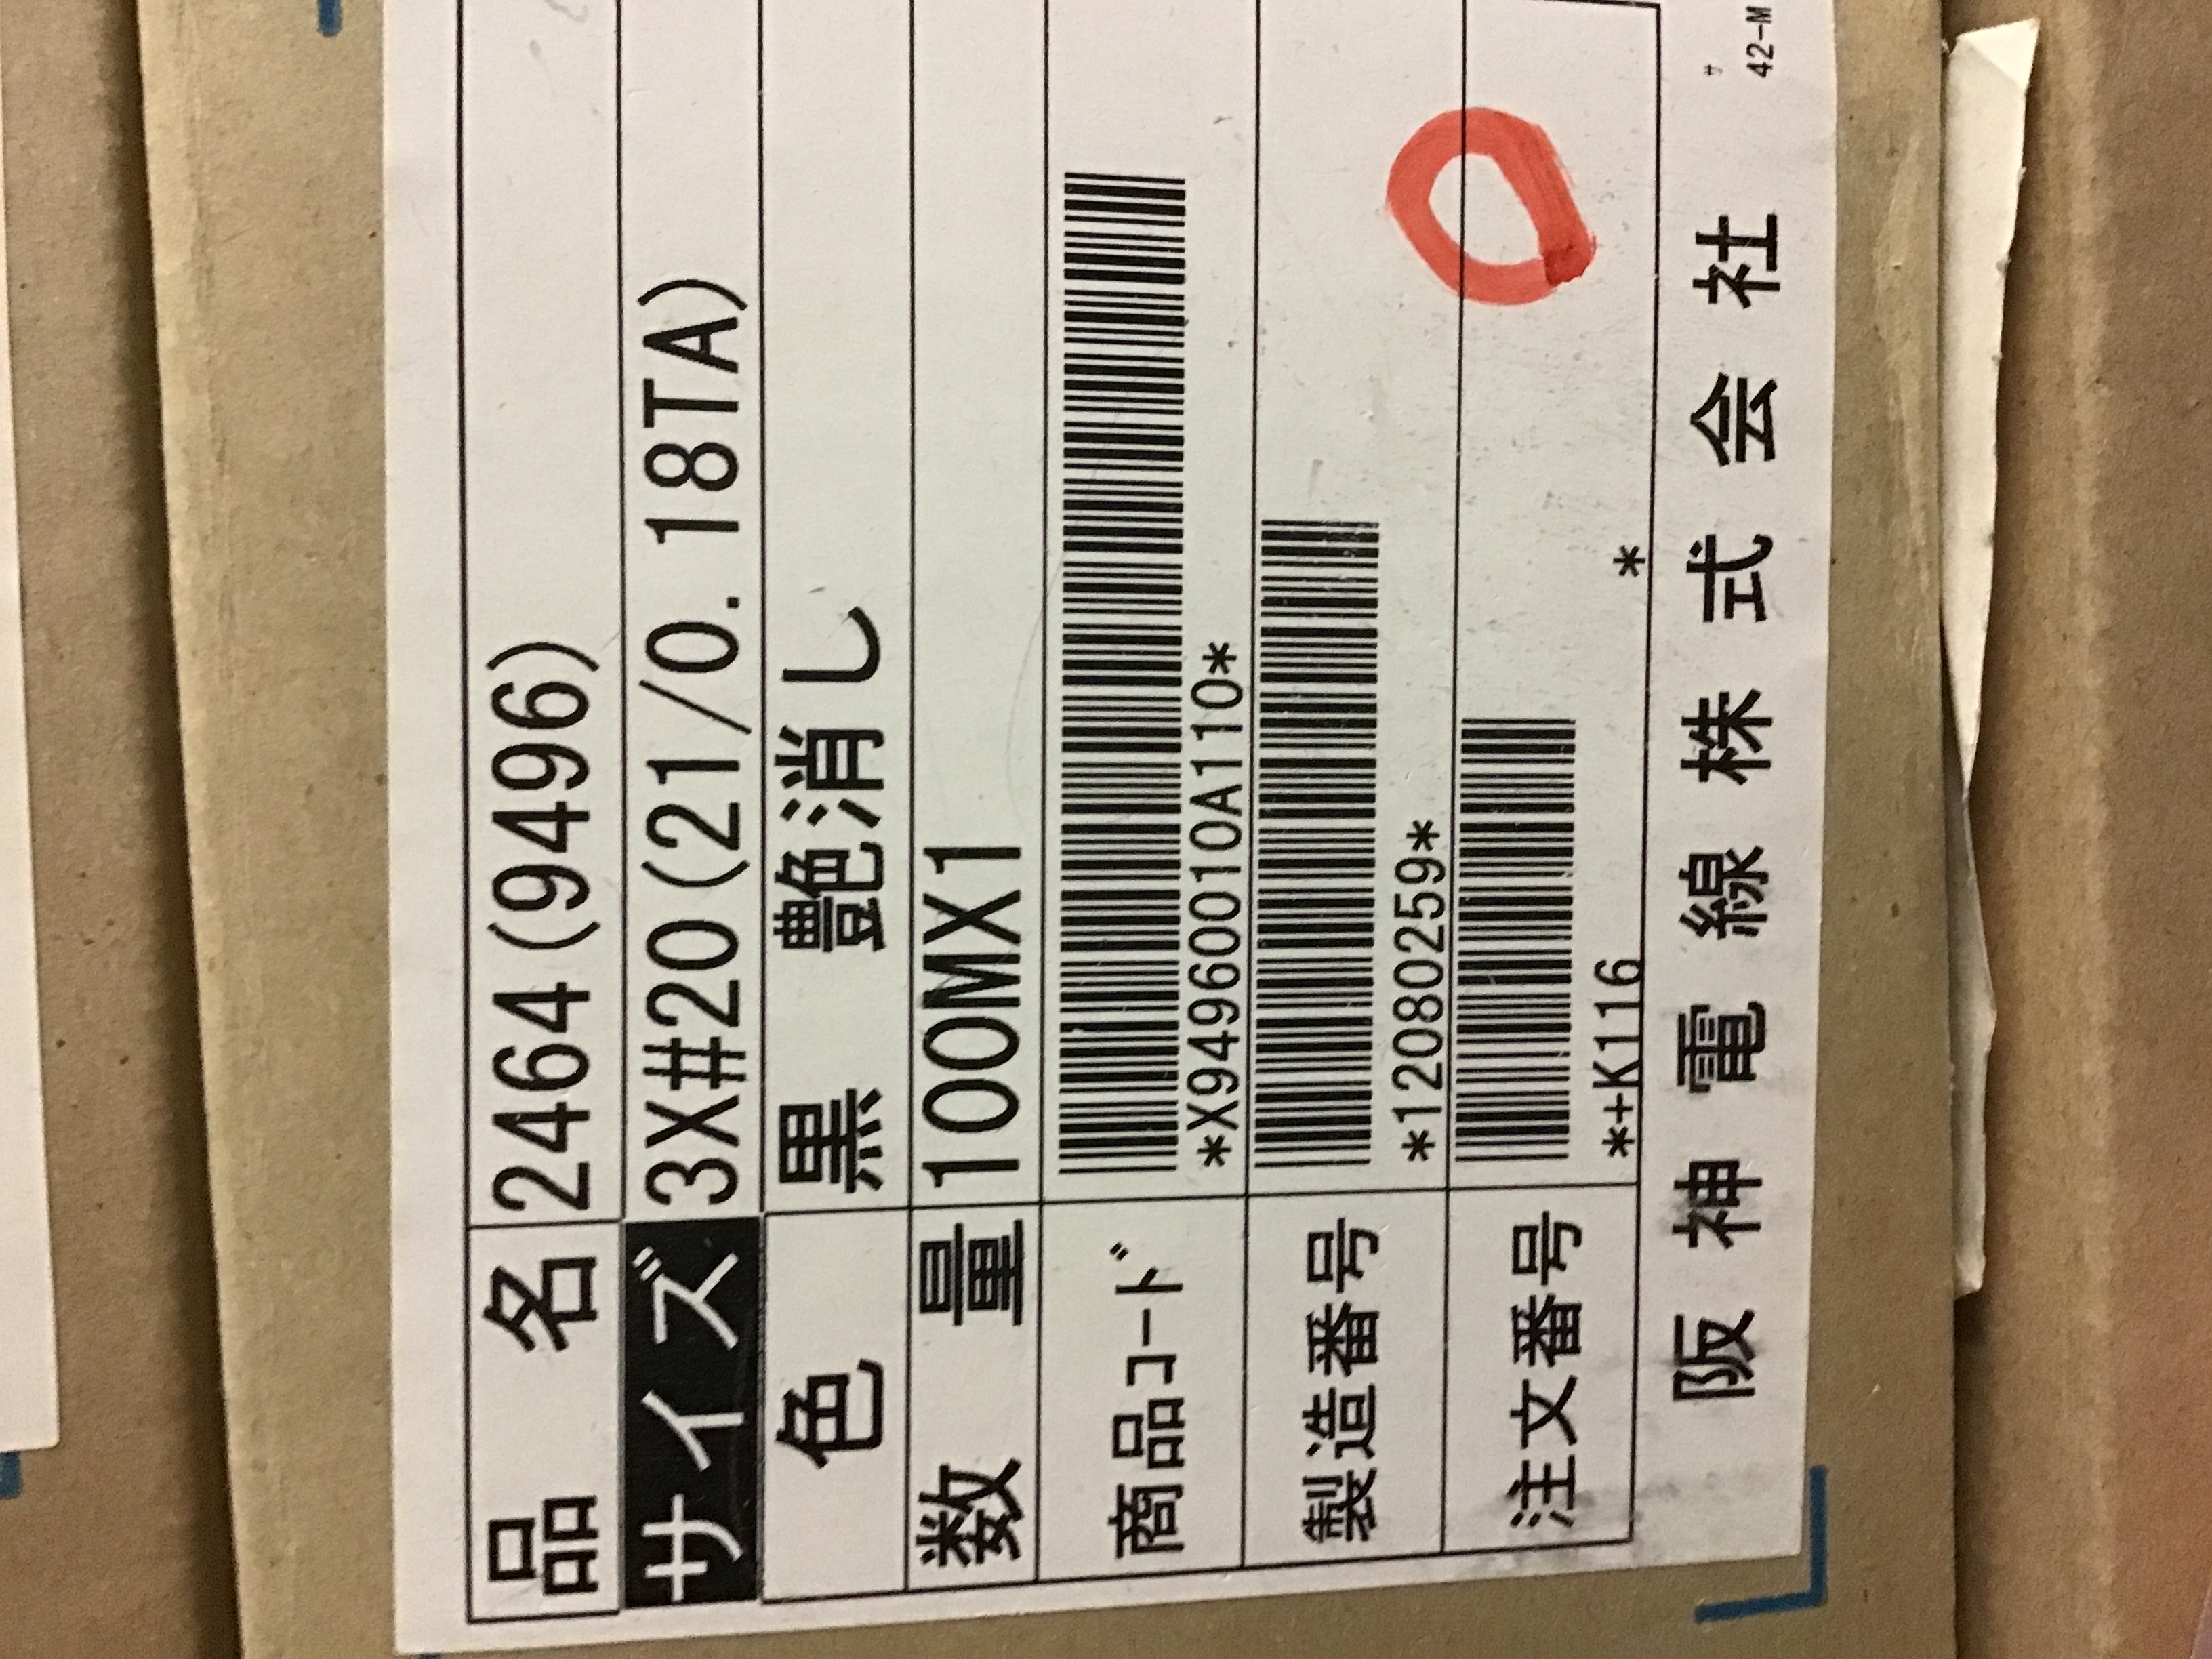 品名 2464(9496)
サイズ 3X#20(21/0.18TA)
色 黒 艶消し
数量 100MX1
商品ｺｰﾄﾞ
*X94960010A110*
製造番号
*12080259*
注文番号
*+K116 *
阪神電線株式会社
ｻ
42-M